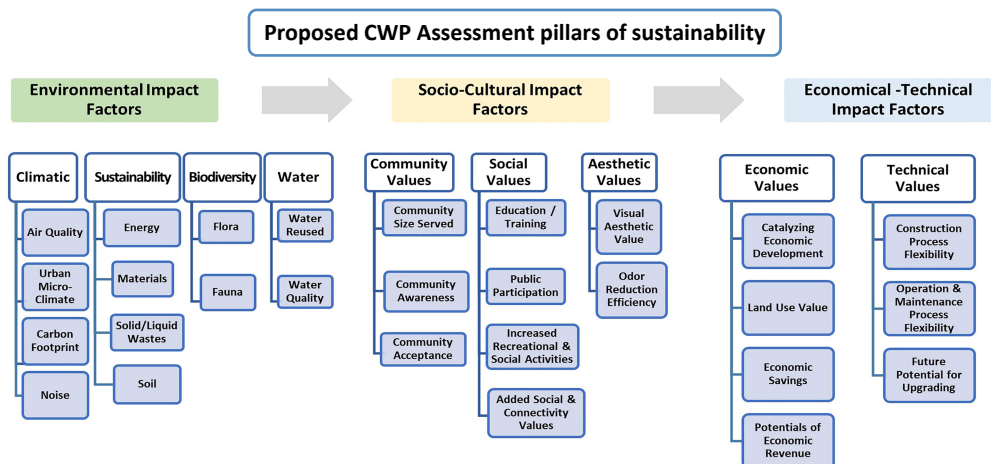 Proposed CWP Assessment pillars of sustainability
Environmental Impact
Factors
Socio-Cultural Impact
Factors
Economical -Technical
Impact Factors
Climatic
Air Quality
Urban
Micro-
Climate
Carbon
Footprint
Noise
Sustainability
Energy
Materials
Solid/Liquid
Wastes
Soil
Biodiversity
Flora
Fauna
Water
Water
Reused
Water
Quality
Community
Values
Community
Size Served
Community
Awareness
Community
Acceptance
Social
Values
Education /
Training
Public
Participation
Increased
Recreational &
Social Activities
Added Social &
Connectivity
Values
Aesthetic
Values
Visual
Aesthetic
Value
Odor
Reduction
Efficiency
Economic
Values
Catalyzing
Economic
Development
Land Use Value
Economic
Savings
Potentials of
Economic
Revenue
Technical
Values
Construction
Process
Flexibility
Operation &
Maintenance
Process
Flexibility
Future
Potential for
Upgrading